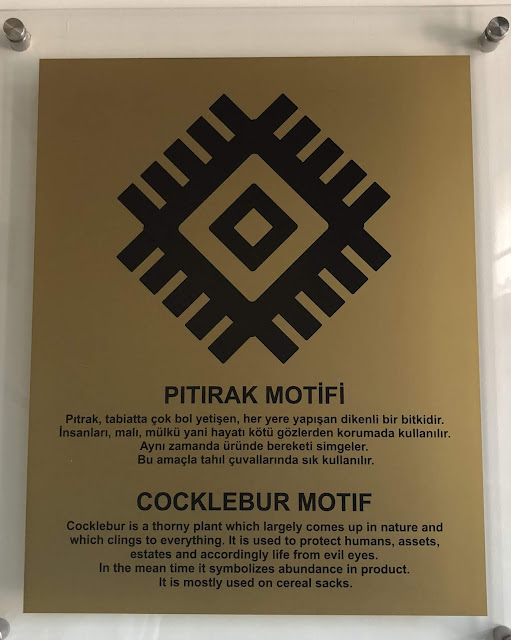 PITIRAK MOTİFİ
Pıtrak, tabiatta çok bol yetişen, her yere yapışan dikenli bir bitkidir.
İnsanları, malı, mülkü yani hayatı kötü gözlerden korumada kullanılır.
Aynı zamanda üründe bereketi simgeler.
Bu amaçla tahıl çuvallarında sık kullanılır.
COCKLEBUR MOTIF
Cocklebur is a thorny plant which largely comes up in nature and
which clings to everything. It is used to protect humans, assets,
estates and accordingly life from evil eyes.
In the mean time it symbolizes abundance in product.
It is mostly used on cereal sacks.